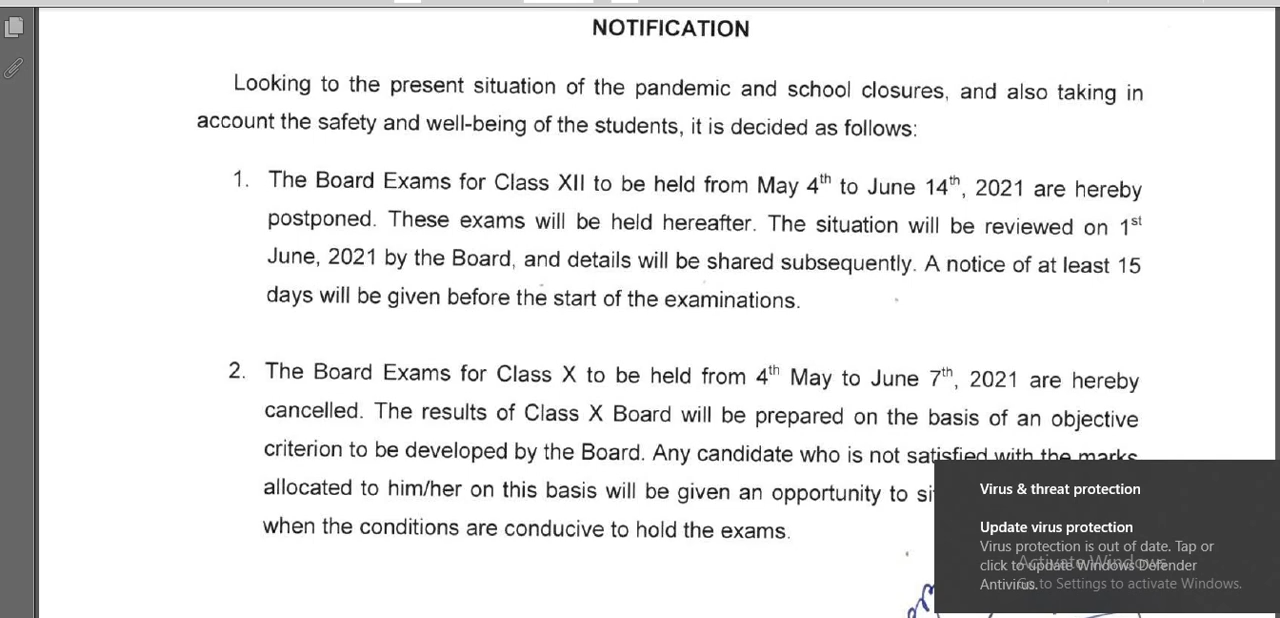 NOTIFICATION
Looking to the present situation of the pandemic and school closures, and also taking in
account the safety and well-being of the students, it is decided as follows:
1. The Board Exams for Class XII to be held from May 4th to June 14th, 2021 are hereby
postponed. These exams will be held hereafter. The situation will be reviewed on 1st
June, 2021 by the Board, and details will be shared subsequently. A notice of at least 15
days will be given before the start of the examinations.
2. The Board Exams for Class X to be held from 4th May to June 7th, 2021 are hereby
cancelled. The results of Class X Board will be prepared on the basis of an objective
criterion to be developed by the Board. Any candidate who is not satisfied with the marks
allocated to him/her on this basis will be given an opportunity to
when the conditions are conducive to hold the exams.
Virus & threat protection
Update virus protection
Virus protection is out of date. Tap or
click to update Windows Defender
Antivirus.
Activate Windows
Go to Settings to activate Windows.